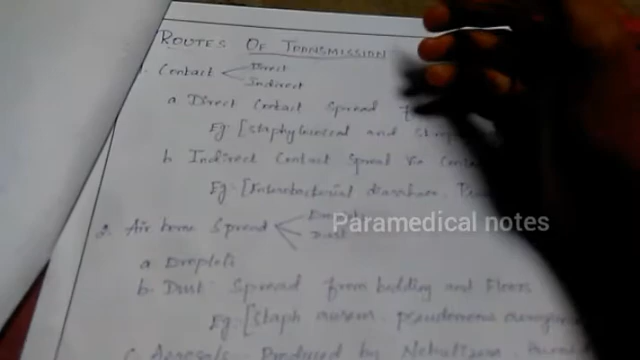 ROUTES OF TRANSMISSION
1. Contact Direct
Indirect
a Direct Contact Spread
Eg: [Staphylococcal and
b Indirect Contact Spread Via
Eg: [Enterobacterial diarrhoea,
2. Air borne Spread
Dust
Paramedical notes
a Droplets
b. Dust Spread from bedding and Floors
Eg: [Staph aureus, pseudomonas
C. Aerosols Produced by